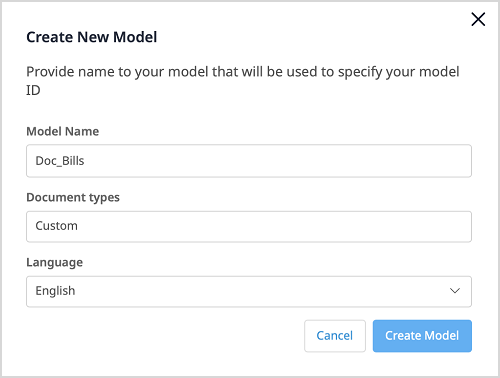 Create New Model
Provide name to your model that will be used to specify your model
ID
Model Name
Doc_Bills
Document types
Custom
Language
English
Cancel
Create Model